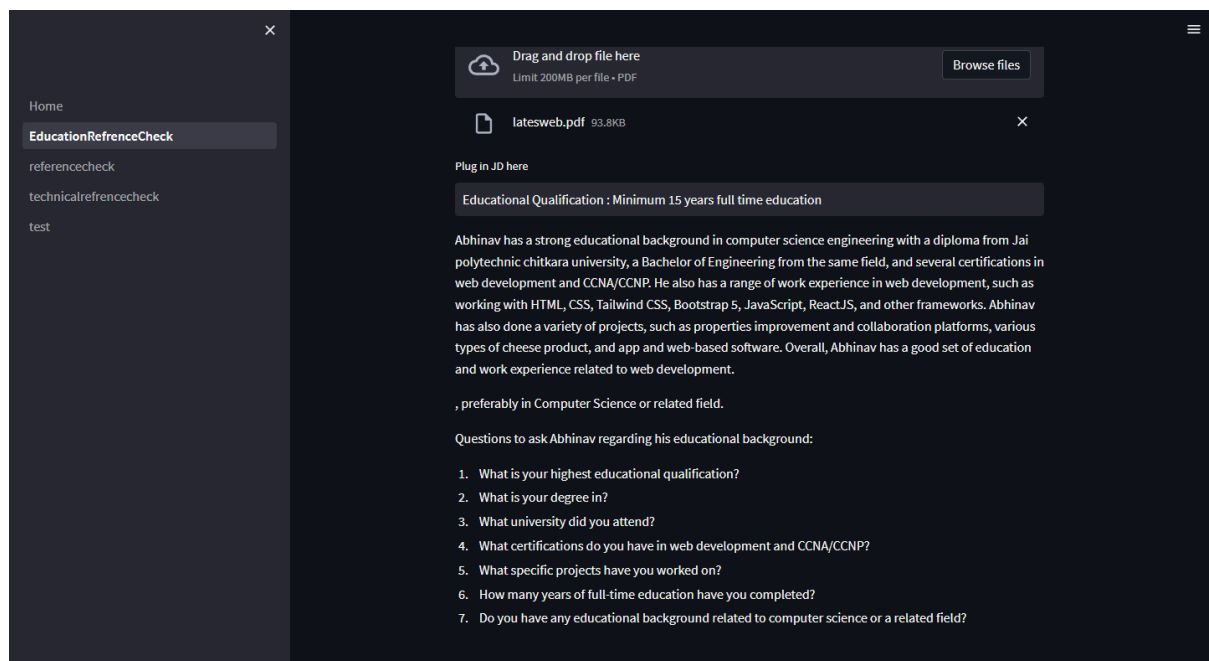 Home
EducationRefrenceCheck
referencecheck
technicalrefrencecheck
test
Drag and drop file here
Limit 200MB per file • PDF
Browse files
latesweb.pdf 93.8KB
Plug in JD here
Educational Qualification : Minimum 15 years full time education
Abhinav has a strong educational background in computer science engineering with a diploma from Jai
polytechnic chitkara university, a Bachelor of Engineering from the same field, and several certifications in
web development and CCNA/CCNP. He also has a range of work experience in web development, such as
working with HTML, CSS, Tailwind CSS, Bootstrap 5, JavaScript, ReactJS, and other frameworks. Abhinav
has also done a variety of projects, such as properties improvement and collaboration platforms, various
types of cheese product, and app and web-based software. Overall, Abhinav has a good set of education
and work experience related to web development.
, preferably in Computer Science or related field.
Questions to ask Abhinav regarding his educational background:
1. What is your highest educational qualification?
2. What is your degree in?
3. What university did you attend?
4. What certifications do you have in web development and CCNA/CCNP?
5. What specific projects have you worked on?
6. How many years of full-time education have you completed?
7. Do you have any educational background related to computer science or a related field?